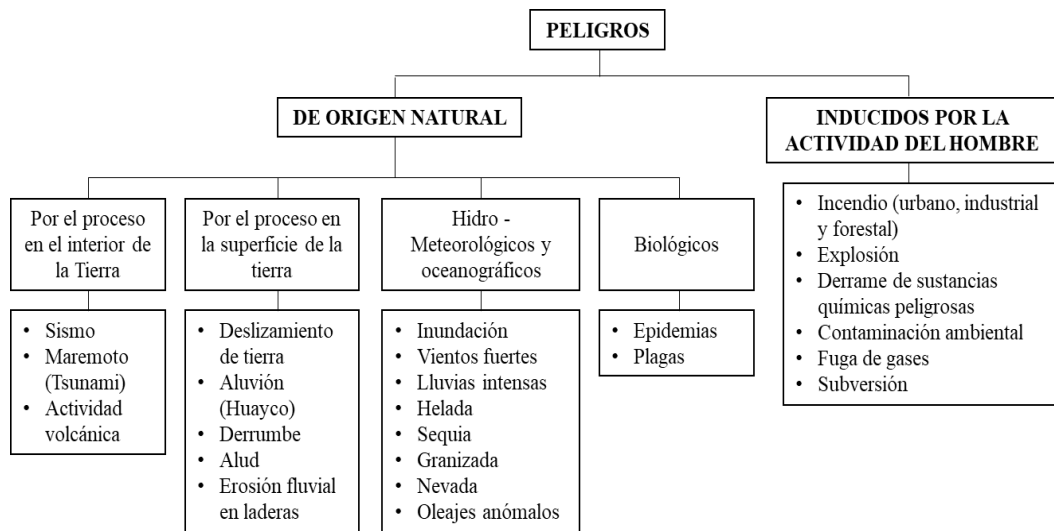 PELIGROS
DE ORIGEN NATURAL
INDUCIDOS POR LA
ACTIVIDAD DEL HOMBRE
Por el proceso
en el interior de
la Tierra
Por el proceso en
la superficie de la
tierra
Hidro -
Meteorológicos y
oceanográficos
Biológicos
• Incendio (urbano, industrial
y forestal)
• Explosión
• Derrame de sustancias
químicas peligrosas
• Contaminación ambiental
• Fuga de gases
• Subversión
• Sismo
• Maremoto
(Tsunami)
• Actividad
volcánica
• Deslizamiento
de tierra
• Aluvión
(Huayco)
• Derrumbe
• Alud
• Erosión fluvial
en laderas
• Inundación
• Vientos fuertes
• Lluvias intensas
• Helada
• Sequia
• Granizada
• Nevada
• Oleajes anómalos
• Epidemias
• Plagas